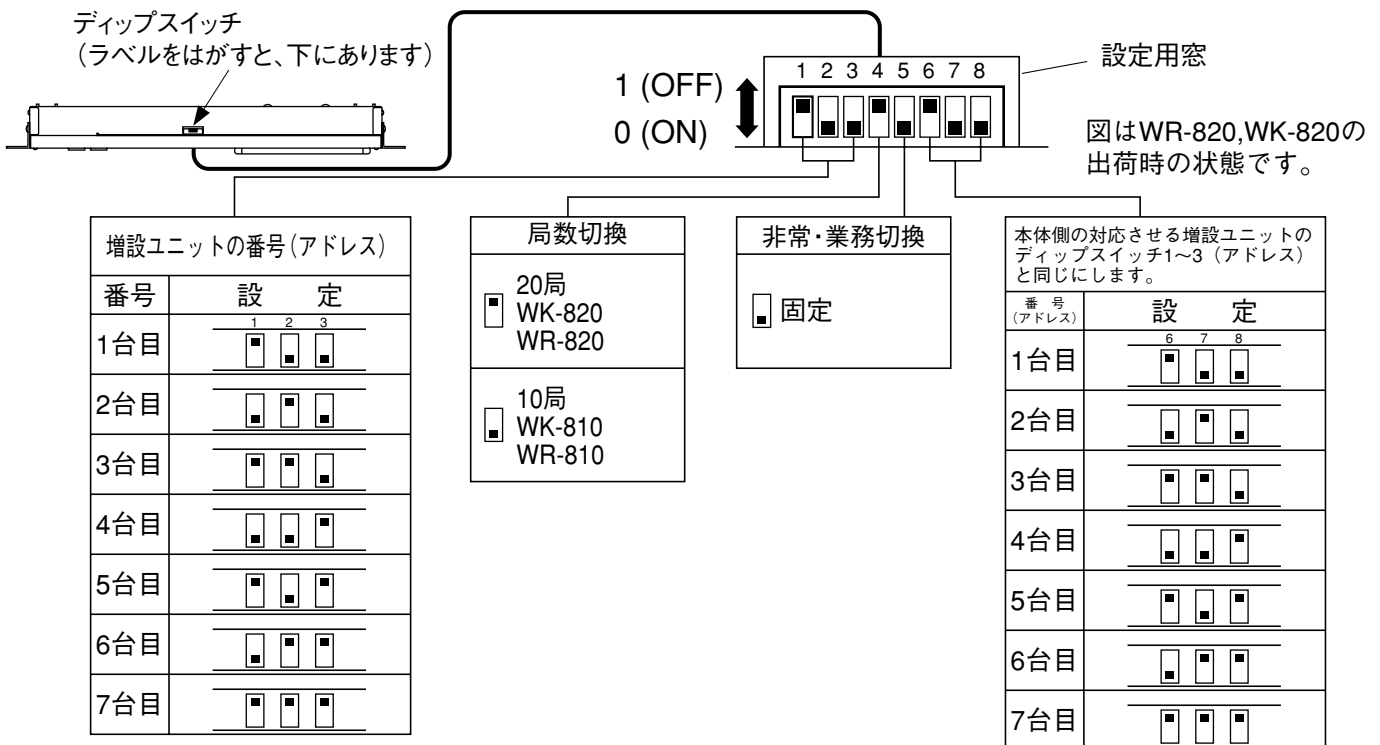 ディップスイッチ
(ラベルをはがすと、下にあります)
1 (OFF)
0 (ON)
1 2 3 4 5 6 7 8
設定用窓
図はWR-820,WK-820の
出荷時の状態です。
増設ユニットの番号(アドレス)
番号 設 定
1 2 3
1台目
2台目
3台目
4台目
5台目
6台目
7台目
局数切換
20局
WK-820
WR-820
10局
WK-810
WR-810
非常・業務切換
固定
本体側の対応させる増設ユニットの
ディップスイッチ1〜3(アドレス)
と同じにします。
番 号
(アドレス)
設 定
6 7 8
1台目
2台目
3台目
4台目
5台目
6台目
7台目